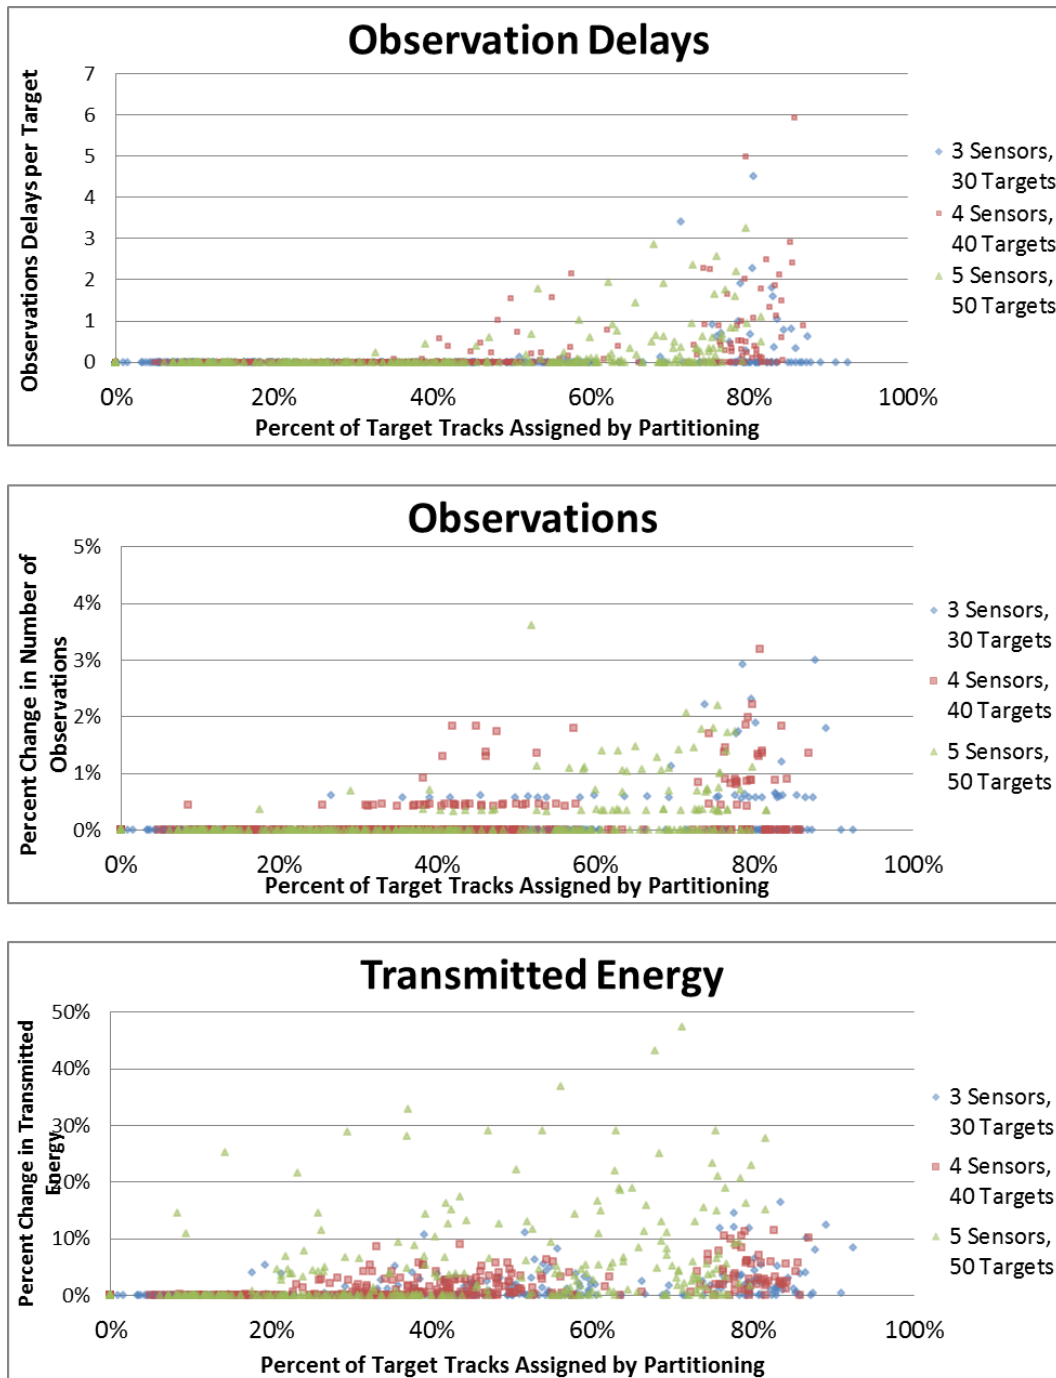 Observation Delays
Observations Delays per Target
7
6
5
4
3
2
1
0
0%
20%
40%
60%
80%
100%
Percent of Target Tracks Assigned by Partitioning
3 Sensors,
30 Targets
4 Sensors,
40 Targets
5 Sensors,
50 Targets
Observations
Percent Change in Number of
Observations
5%
4%
3%
2%
1%
0%
0%
20%
40%
60%
80%
100%
Percent of Target Tracks Assigned by Partitioning
3 Sensors,
30 Targets
4 Sensors,
40 Targets
5 Sensors,
50 Targets
Transmitted Energy
Percent Change in Transmitted
Energy
50%
40%
30%
20%
10%
0%
0%
20%
40%
60%
80%
100%
Percent of Target Tracks Assigned by Partitioning
3 Sensors,
30 Targets
4 Sensors,
40 Targets
5 Sensors,
50 Targets